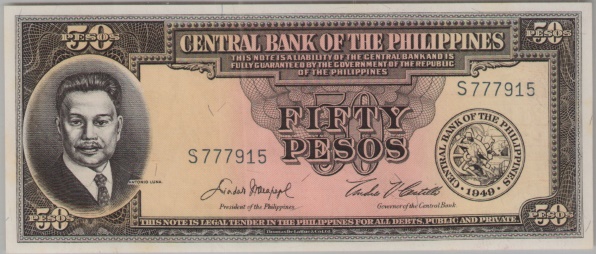 50 PESOS
50 PESOS
CENTRAL BANK OF THE PHILIPPINES
THIS NOTE IS A LIABILITY OF THE CENTRAL BANK AND IS
FULLY GUARANTEED BY THE GOVERNMENT OF THE REPUBLIC
OF THE PHILIPPINES
S777915
50
FIFTY
PESOS
CENTRAL BANK OF THE PHILIPPINES
1949
S777915
ANTONIO LUNA
President of the Philippines
Governor of the Central Bank
50 PESOS
50 PESOS
THIS NOTE IS LEGAL TENDER IN THE PHILIPPINES FOR ALL DEBTS, PUBLIC AND PRIVATE.